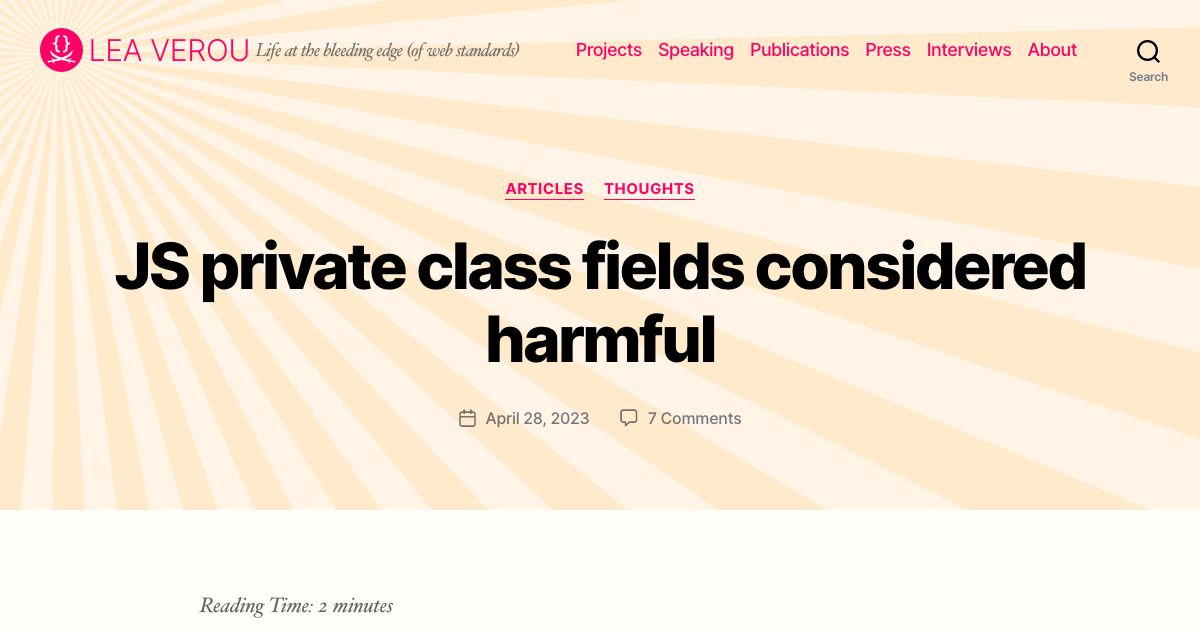 {}
LEA VEROU Life at the bleeding edge (of web standards) Projects Speaking Publications Press Interviews About
Search
ARTICLES THOUGHTS
JS private class fields considered
harmful
April 28, 2023 7 Comments
Reading Time: 2 minutes